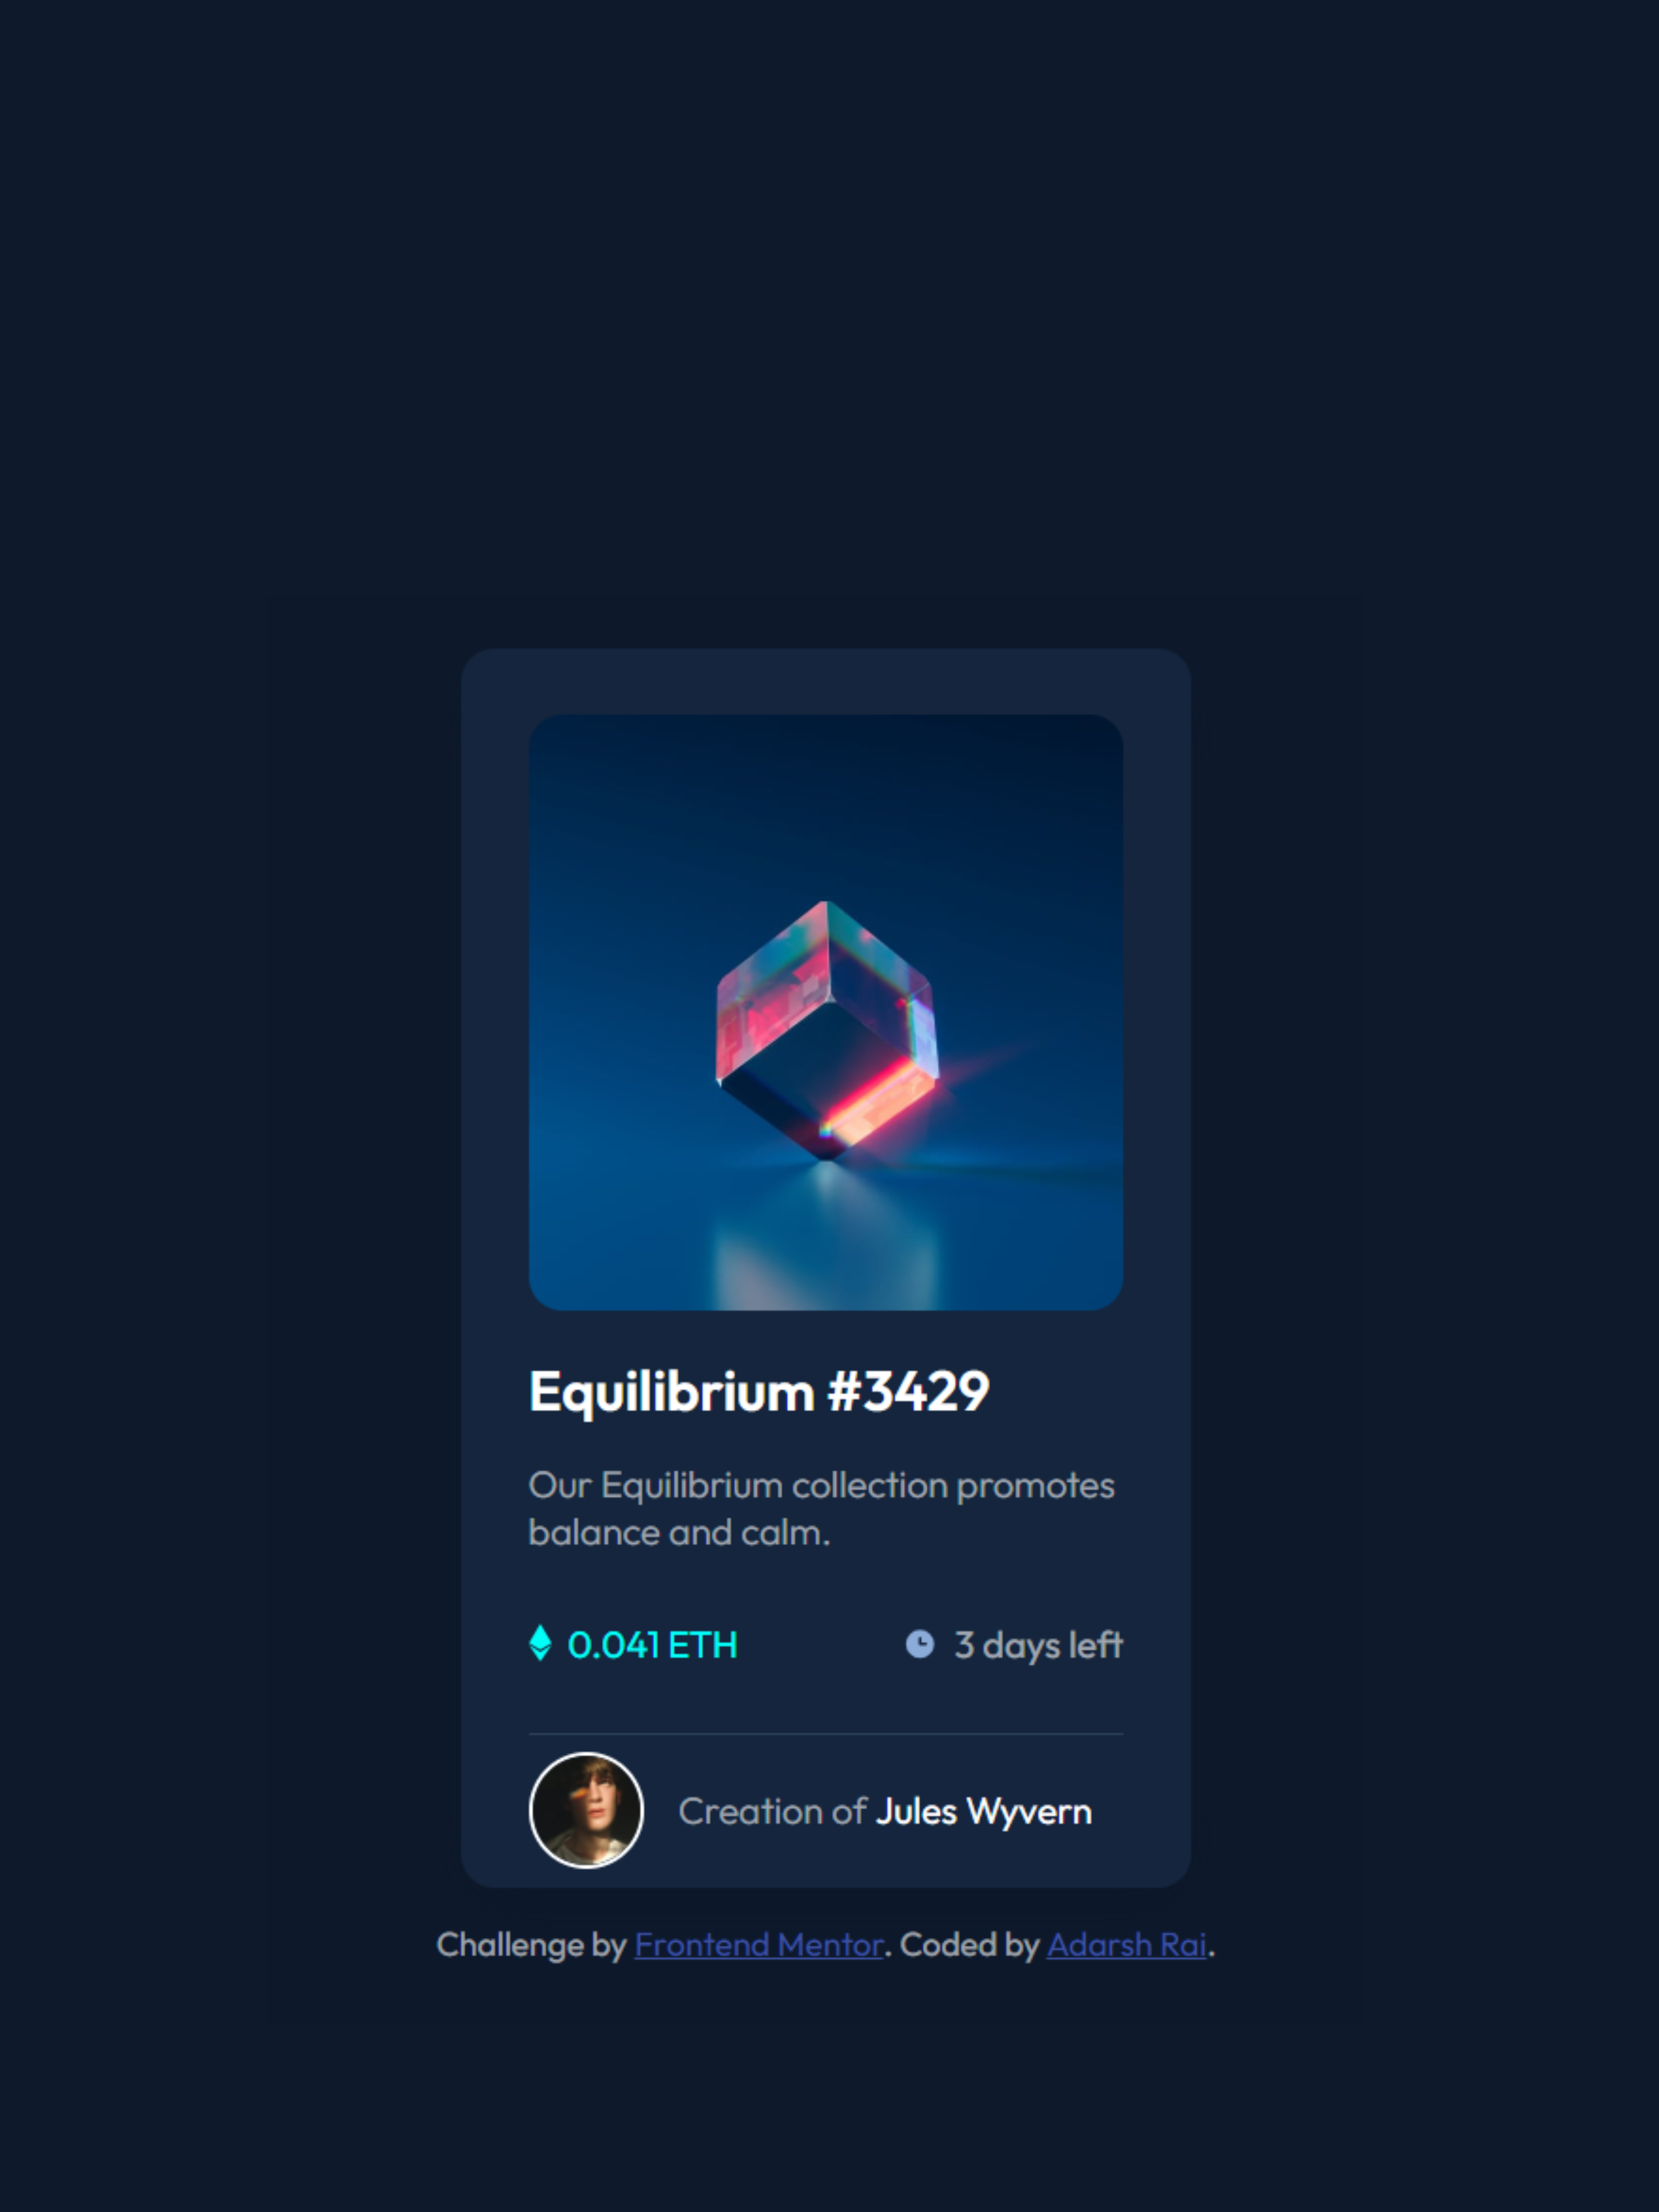 Equilibrium #3429
Our Equilibrium collection promotes
balance and calm.
0.041 ETH
3 days left
Creation of Jules Wyvern
Challenge by Frontend Mentor. Coded by Adarsh Rai.